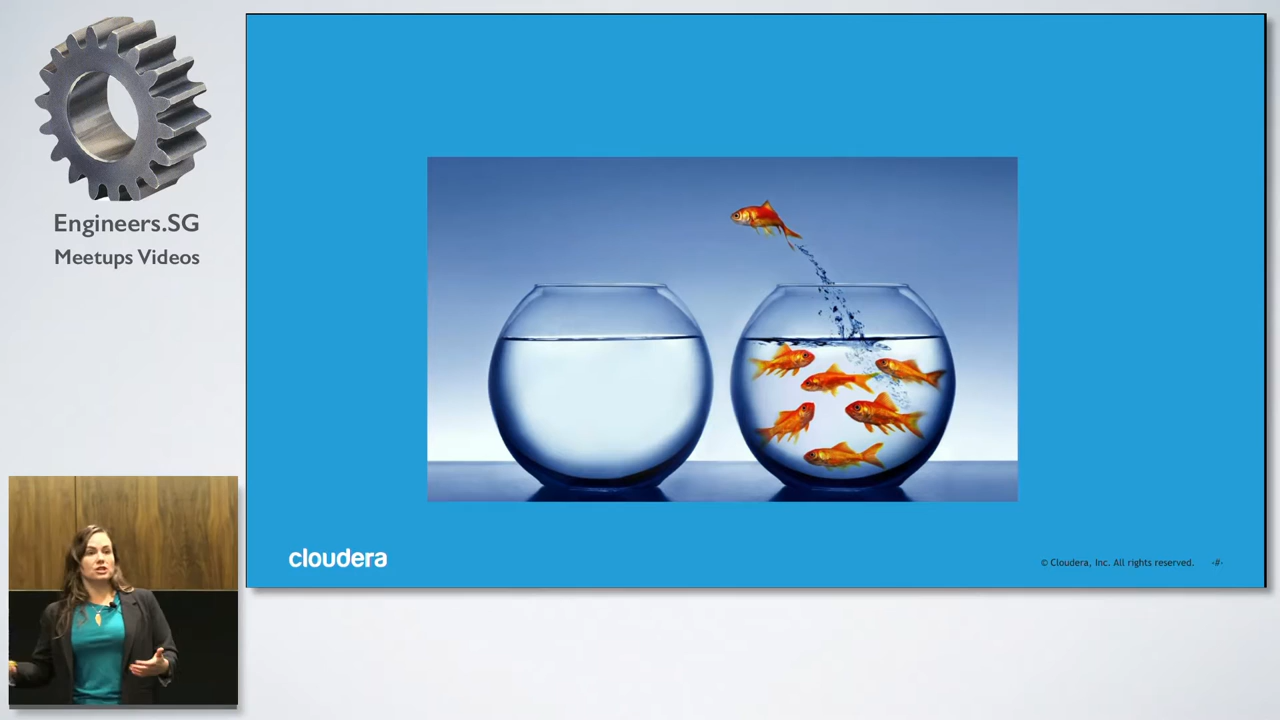 Engineers.SG
Meetups Videos
cloudera
© Cloudera, Inc. All rights reserved.
‹#›